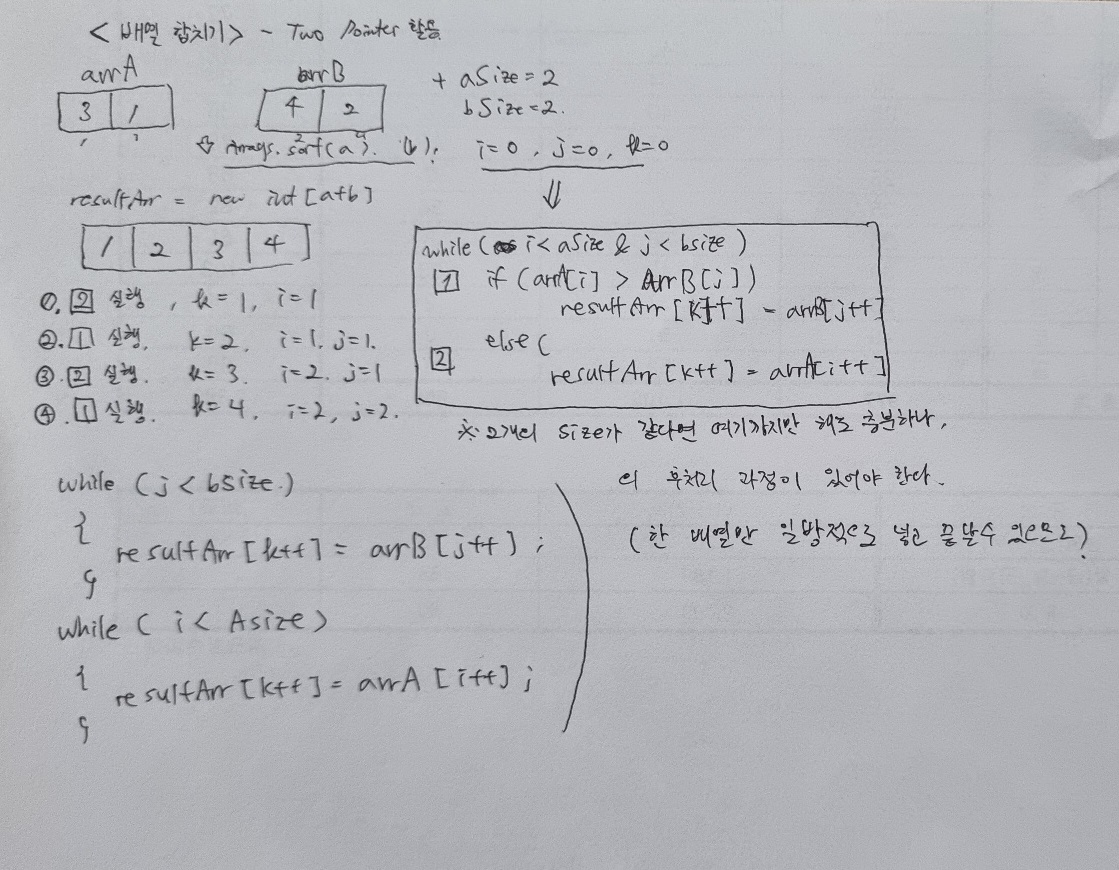 <배열 합치기> - Two Pointer 활용
arrA arrB + aSize = 2
3 1 4 2 bSize = 2.
Arrays.sort(a). (b); i=0, j=0, k=0
1 3 2 4
resultArr = new int [a+b]
1 2 3 4
while ( i < aSize & j < bsize )
1 if (arrA[i] > ArrB[j])
resultArr [k++] = arrB[j++]
else (
2 resultArr [k++] = arrA[i++]
①. 2 실행, k=1, i=1
②. 1 실행. k=2, i=1, j=1.
③ 2 실행. k=3. i=2. j=1
④. 1 실행. k=4, i=2, j=2.
※ 2개의 size가 같다면 여기까지만 해도 충분하나,
while (j < bSize.)
{
resultArr [k++] = arrB [j++] ;
}
while ( i < Asize )
{
resultArr [k++] = arrA [i++] ;
}
의 후처리 과정이 있어야 한다.
(한 배열만 일방적으로 넣고 끝날수 있으므로)